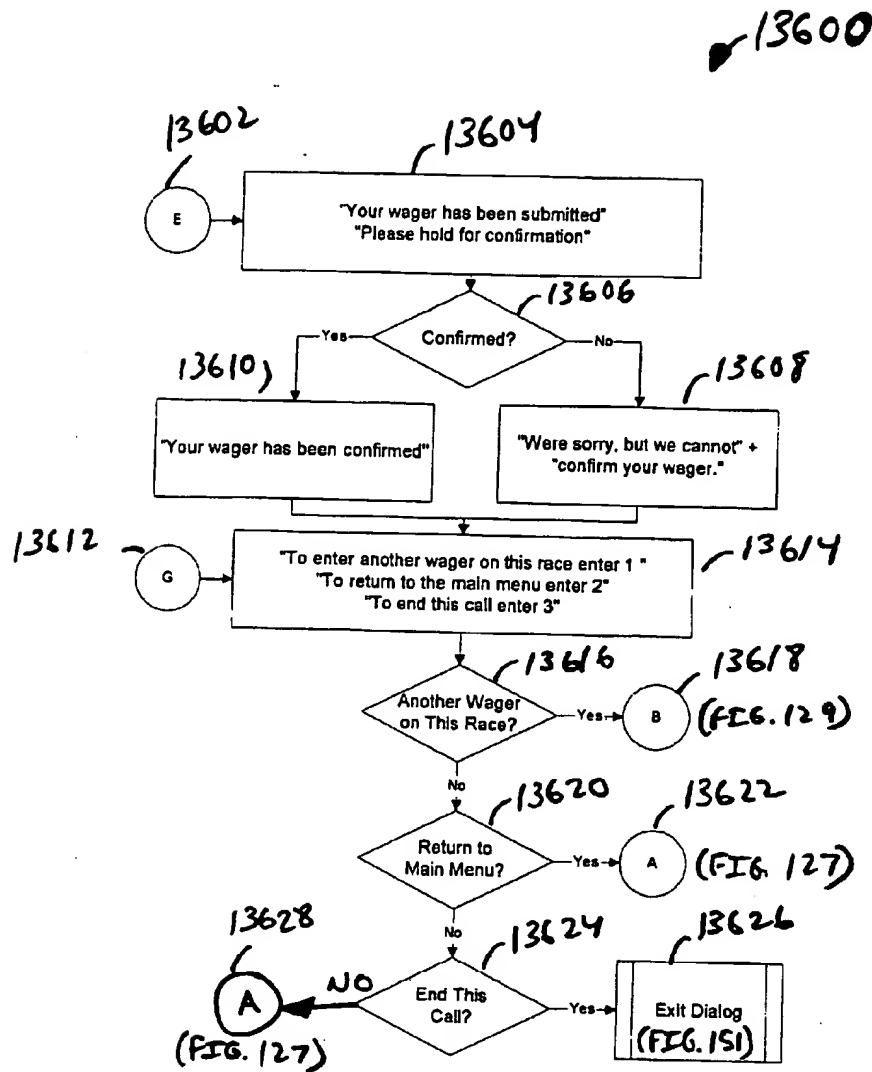 13600
13602
13604
E
"Your wager has been submitted"
"Please hold for confirmation"
13606
Confirmed?
Yes
No
13610
13608
"Your wager has been confirmed"
"Were sorry, but we cannot" +
"confirm your wager."
13612
G
13614
"To enter another wager on this race enter 1 "
"To return to the main menu enter 2"
"To end this call enter 3"
13616
13618
Another Wager
on This Race?
Yes
B
(FIG. 129)
No
13620
13622
Return to
Main Menu?
Yes
A
(FIG. 127)
No
13628
13624
13626
A
NO
End This
Call?
Yes
Exit Dialog
(FIG. 151)
(FIG. 127)